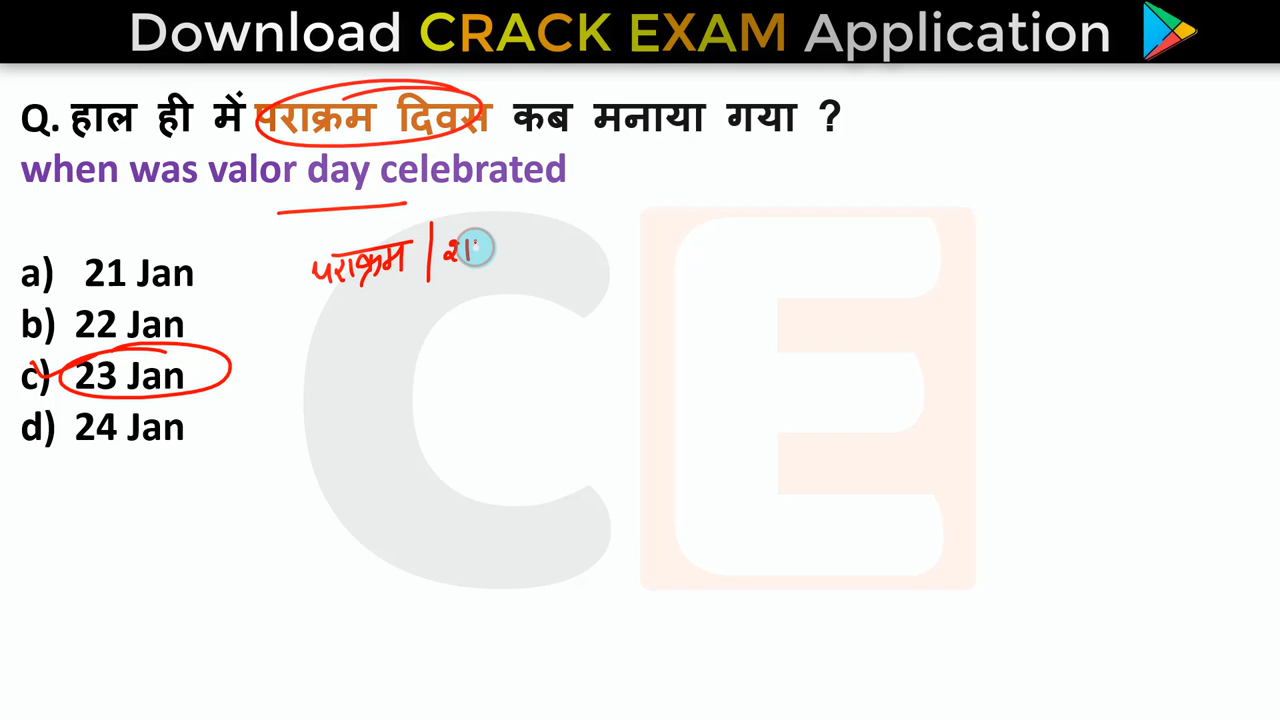 Download CRACK EXAM Application
Q. हाल ही में पराक्रम दिवस कब मनाया गया ?
when was valor day celebrated
पराक्रम |
a) 21 Jan
b) 22 Jan
c) 23 Jan
d) 24 Jan
CE